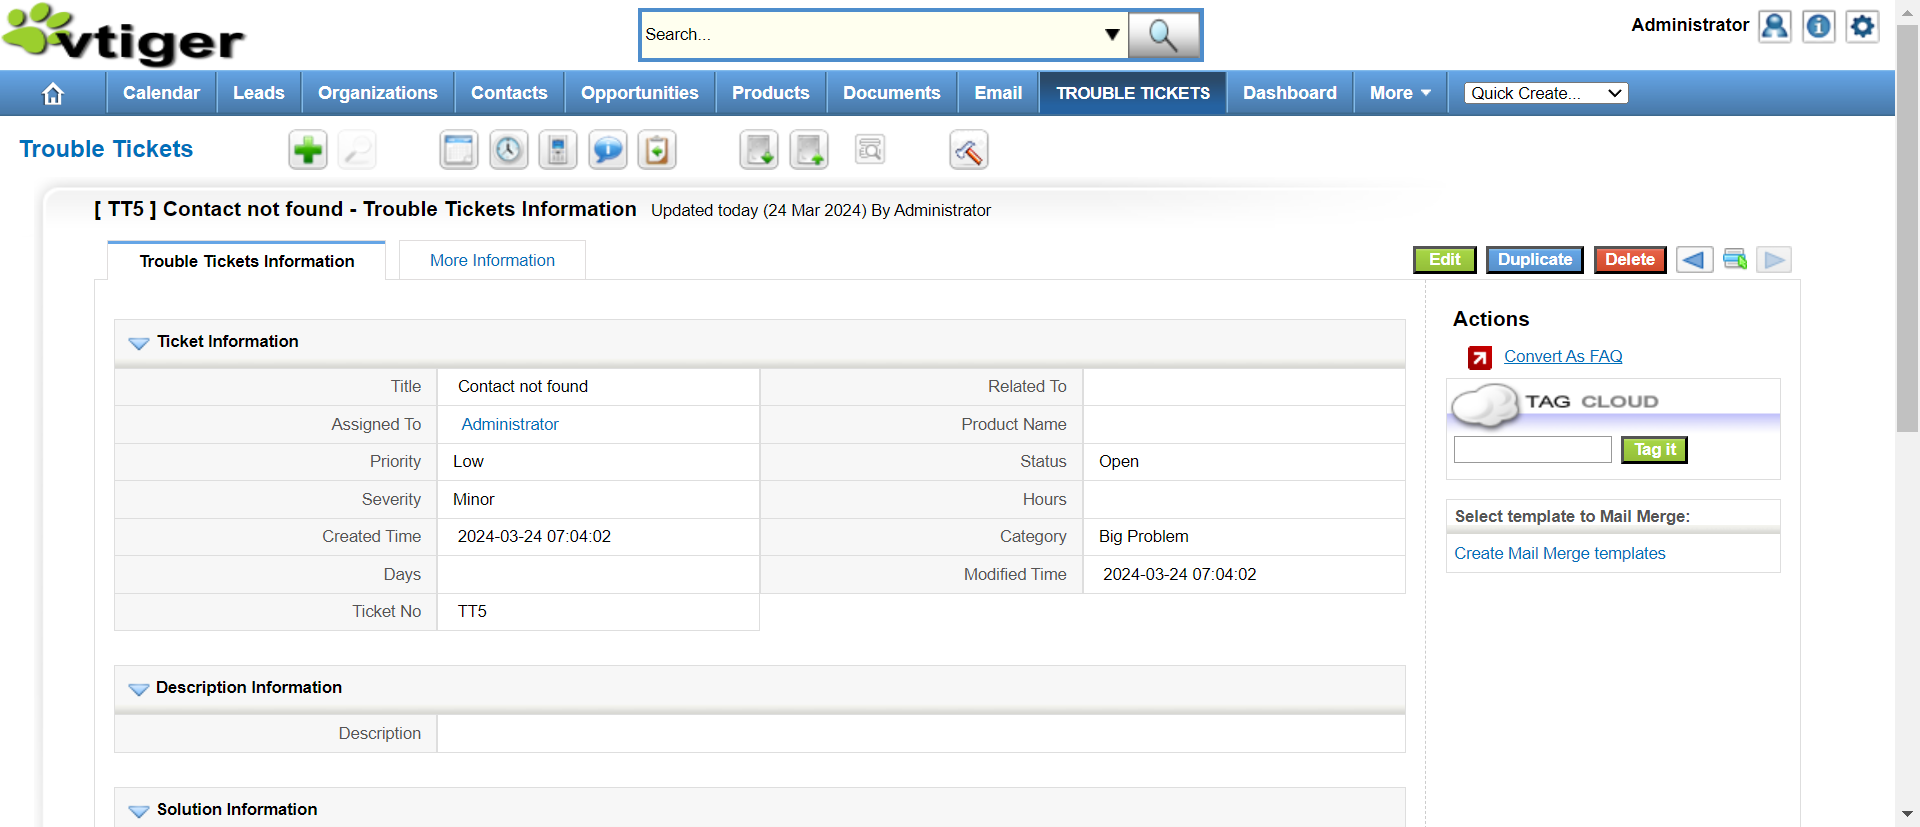 vtiger
Search...
Administrator
Calendar Leads Organizations Contacts Opportunities Products Documents Email TROUBLE TICKETS Dashboard More Quick Create...
Trouble Tickets
[ TT5 ] Contact not found - Trouble Tickets Information Updated today (24 Mar 2024) By Administrator
Trouble Tickets Information More Information Edit Duplicate Delete
Ticket Information
Title Contact not found Related To
Assigned To Administrator Product Name
Priority Low Status Open
Severity Minor Hours
Created Time 2024-03-24 07:04:02 Category Big Problem
Days Modified Time 2024-03-24 07:04:02
Ticket No TT5
Description Information
Description
Solution Information
Actions
Convert As FAQ
TAG CLOUD
Tag it
Select template to Mail Merge:
Create Mail Merge templates